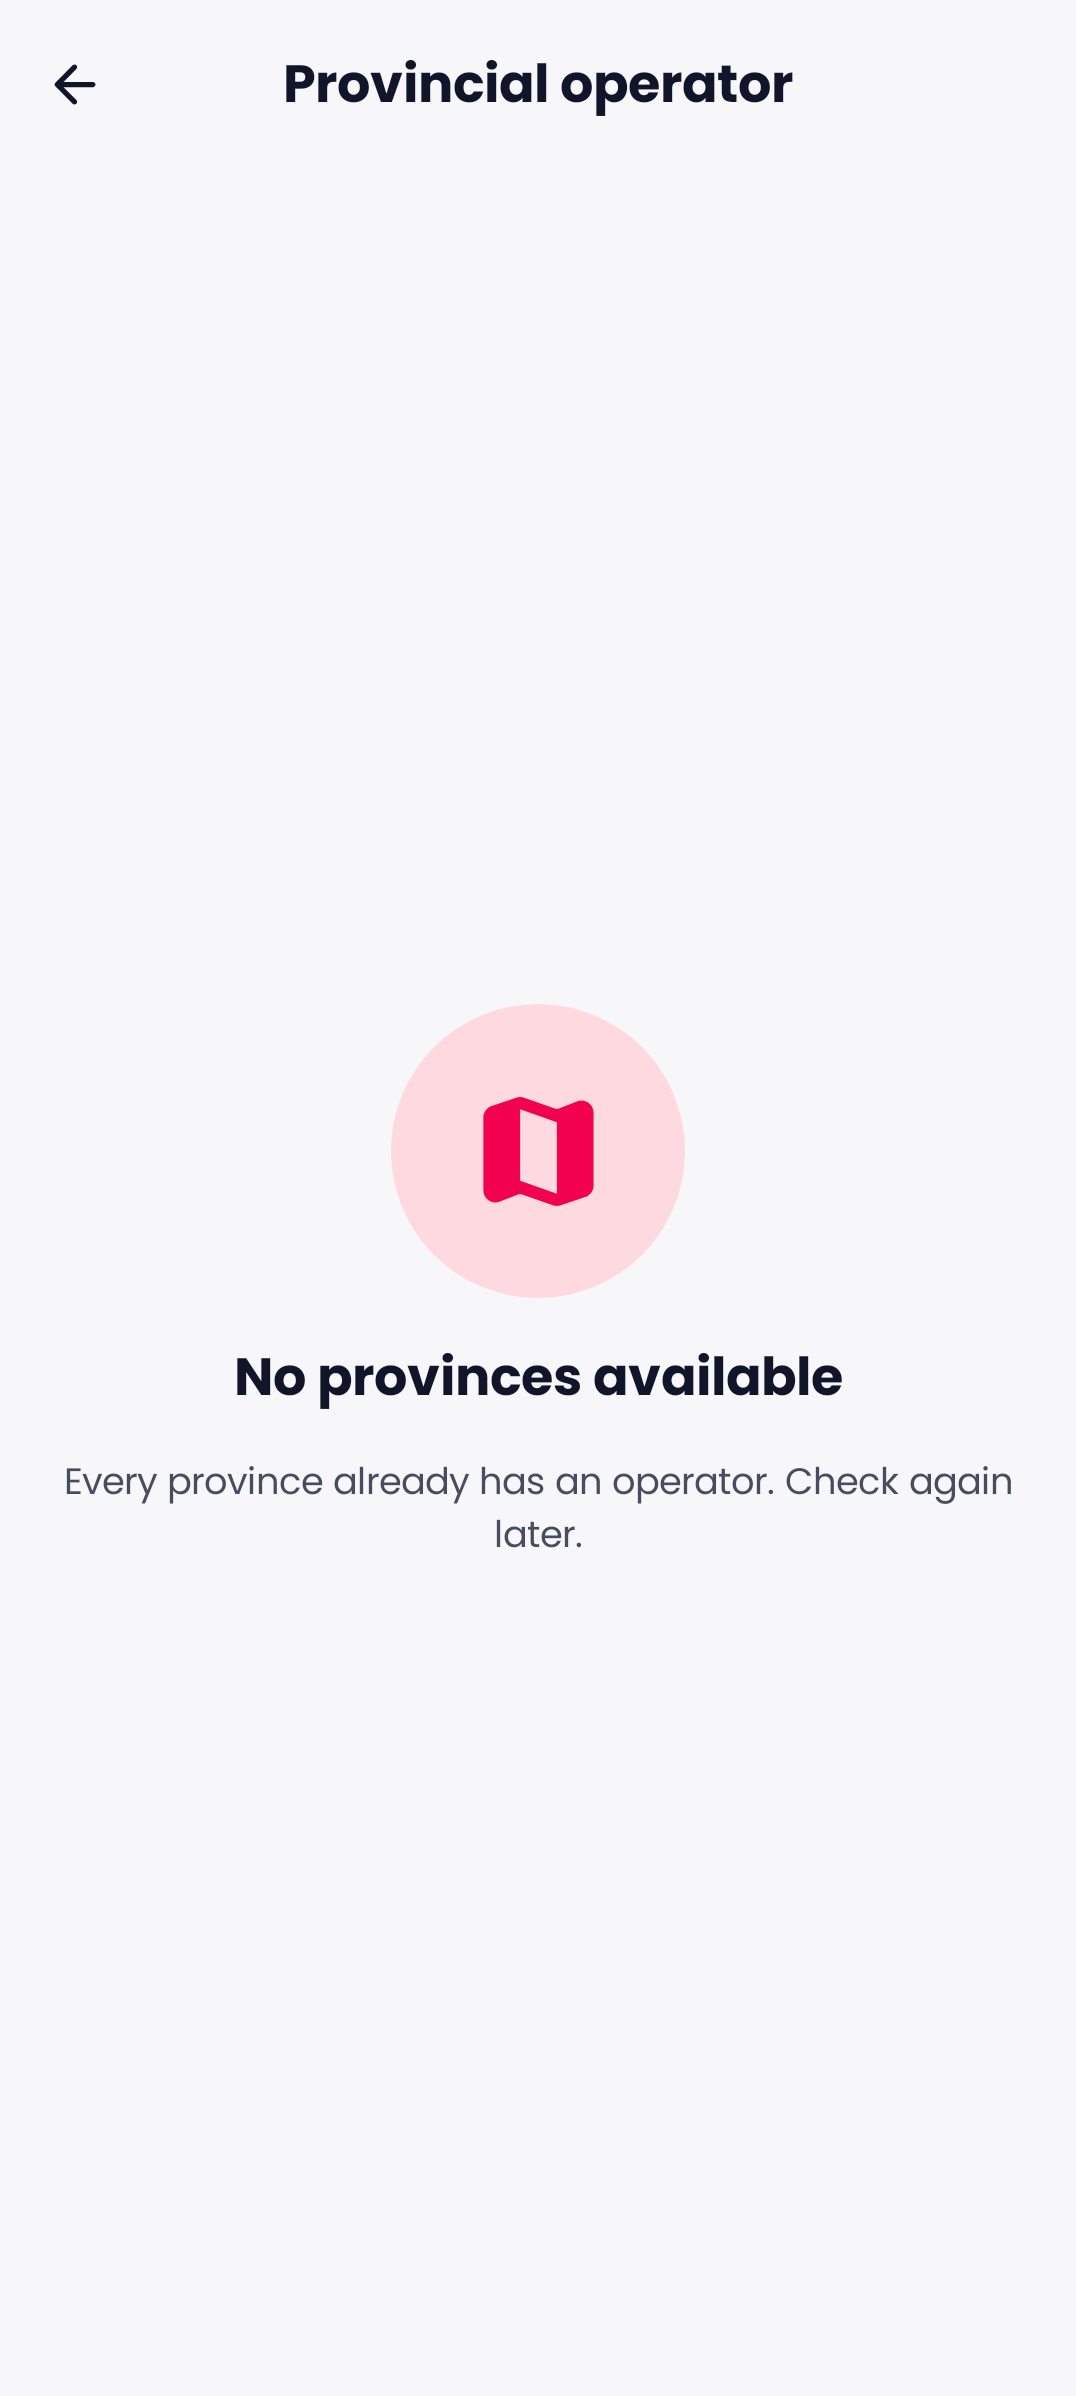 Provincial operator
No provinces available
Every province already has an operator. Check again
later.